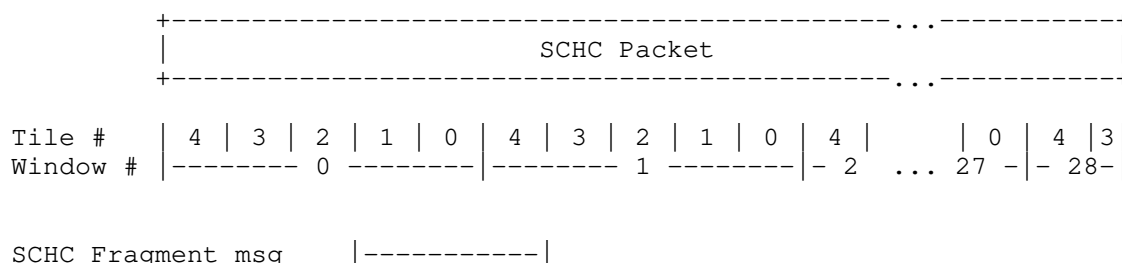 +---------------------------------------------...-----------
|                       SCHC Packet
+---------------------------------------------...-----------
Tile #   | 4 | 3 | 2 | 1 | 0 | 4 | 3 | 2 | 1 | 0 | 4 |     | 0 | 4 |3
Window # |-------- 0 --------|-------- 1 --------|- 2  ... 27 -|- 28-
SCHC Fragment msg    |-----------|